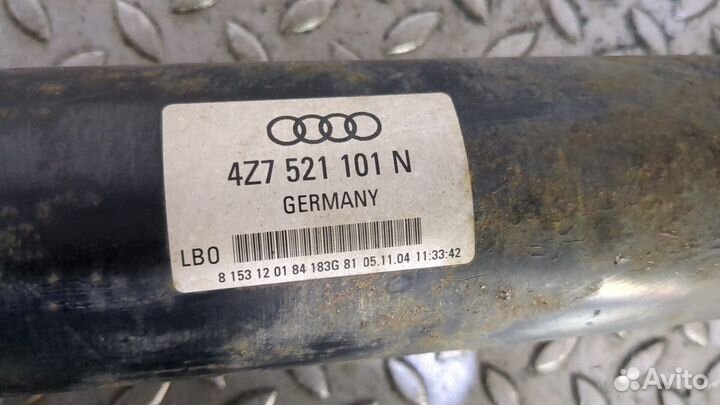 4Z7 521 101 N
GERMANY
LBO
8 153 12 01 84 183G 81 05.11.04 11:33:42
Avito